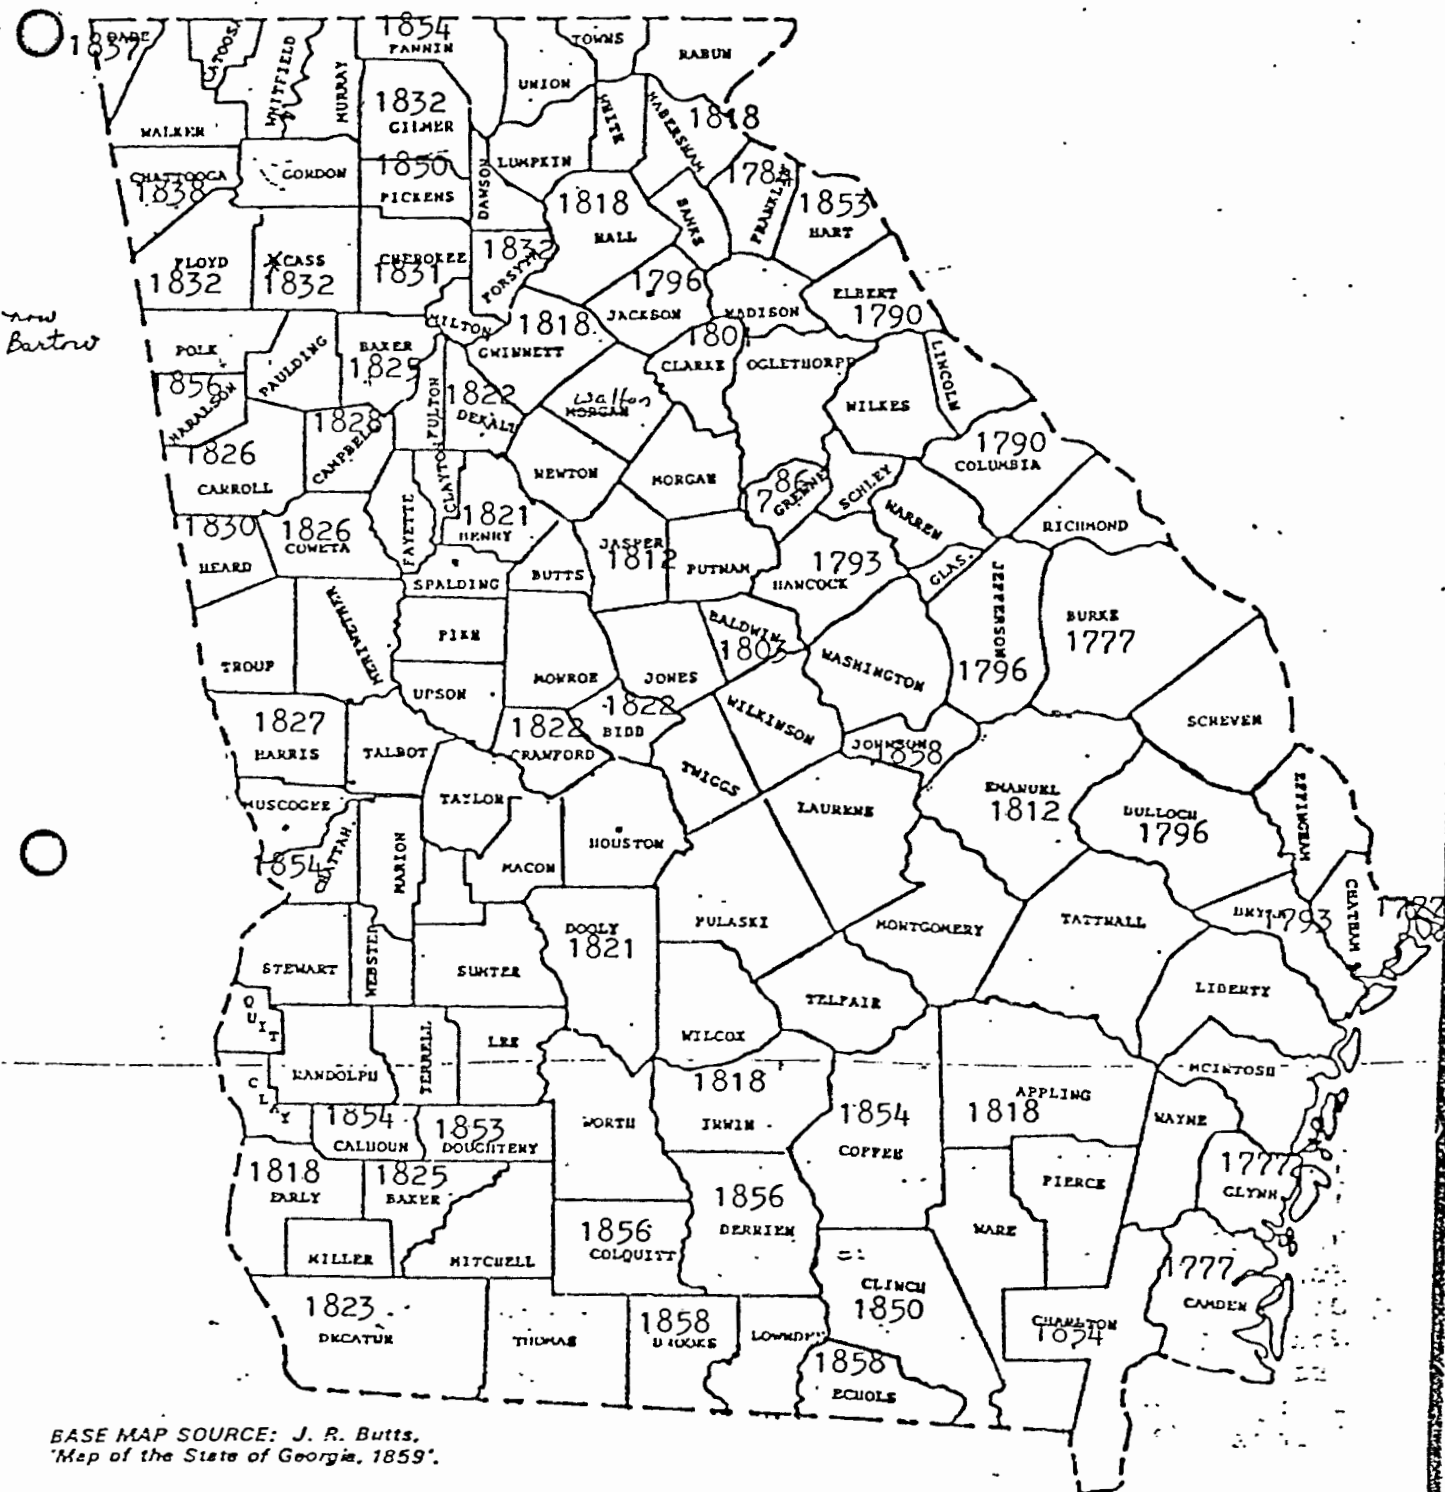 1854
TOWNS
DADE
1837
CATOOSA
WHITFIELD
MURRAY
FANNIN
UNION
RABUN
1832
GILMER
WHITE
HABERSHAM
1818
WALKER
CHATTOOGA
1838
GORDON
1850
PICKENS
DAWSON
LUMPKIN
1818
HALL
BANKS
1784
FRANKLIN
1853
HART
FLOYD
1832
CASS
1832
CHEROKEE
1831
1832
FORSYTH
1796
JACKSON
MADISON
ELBERT
1790
now
Bartow
POLK
PAULDING
BAKER
1825
MILTON
1818
GWINNETT
1801
CLARKE
OGLETHORPE
LINCOLN
WILKES
1856
HARALSON
1828
CAMPBELL
FULTON
1822
DEKALB
Walton
MORGAN
1826
CARROLL
CLAYTON
NEWTON
MORGAN
786
GREENE
SCHLEY
1790
COLUMBIA
WARREN
RICHMOND
1830
HEARD
1826
COWETA
FAYETTE
1821
HENRY
JASPER
1812
PUTNAM
1793
HANCOCK
GLAS.
JEFFERSON
1796
BURKE
1777
SPALDING
BUTTS
TROUP
MERIWETHER
PIKE
UPSON
MONROE
JONES
BALDWIN
1803
WASHINGTON
WILKINSON
SCREVEN
1827
HARRIS
TALBOT
1822
CRAWFORD
1822
BIBB
TWIGGS
JOHNSON
1858
MUSCOGEE
TAYLOR
LAURENS
EMANUEL
1812
BULLOCH
1796
EFFINGHAM
1854
CHATTAH.
MARION
MACON
HOUSTON
DOOLY
1821
PULASKI
MONTGOMERY
TATTNALL
BRYAN
1793
CHATHAM
1777
STEWART
WEBSTER
SUMTER
WILCOX
TELFAIR
LIBERTY
QUIT
RANDOLPH
TERRELL
LEE
MCINTOSH
CLAY
1854
CALHOUN
1853
DOUGHTERY
WORTH
1818
IRWIN
1854
COFFEE
APPLING
1818
WAYNE
1818
EARLY
1825
BAKER
PIERCE
1777
GLYNN
MILLER
MITCHELL
1856
COLQUITT
1856
BERRIEN
WARE
CLINCH
1850
1777
CAMDEN
1823
DECATUR
THOMAS
1858
BROOKS
LOWNDES
1858
ECHOLS
CHARLTON
1854
BASE MAP SOURCE: J. R. Butts,
"Map of the State of Georgia, 1859".